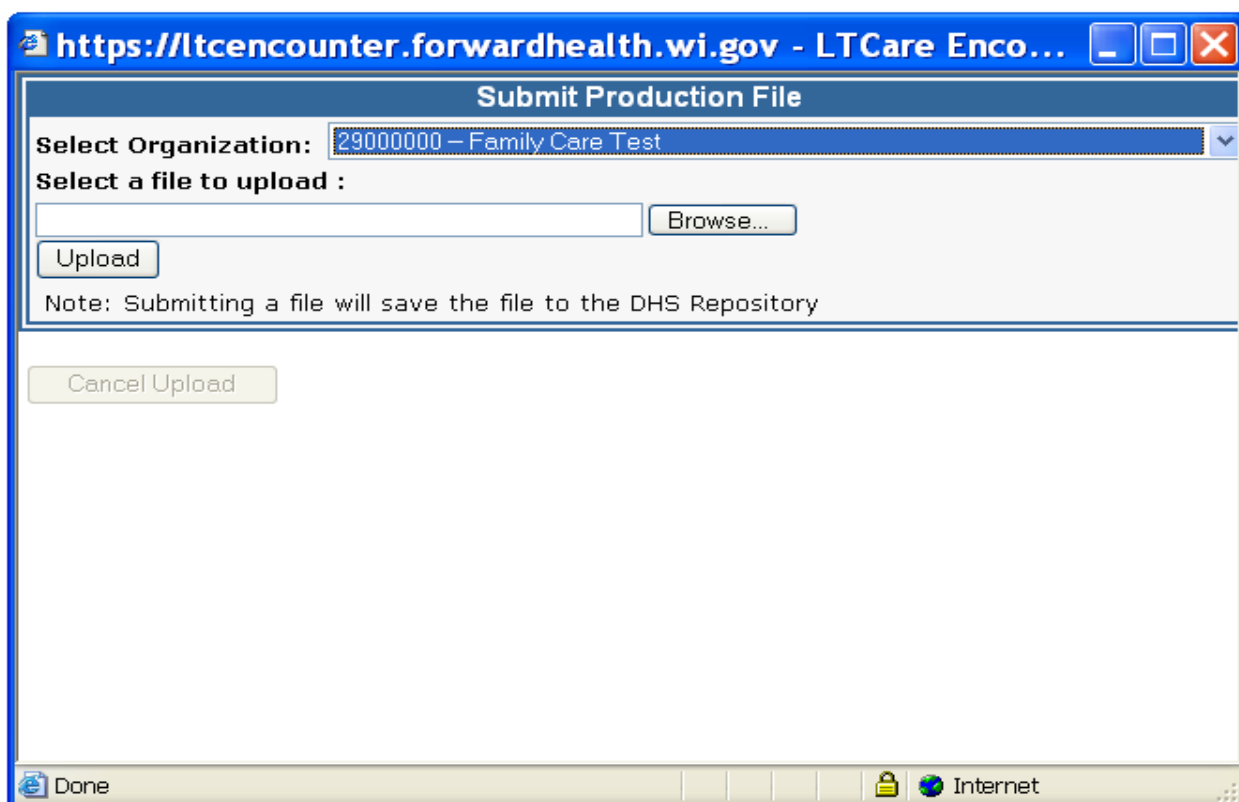 https://ltcencounter.forwardhealth.wi.gov - LTCare Enco...
Submit Production File
Select Organization: 29000000 – Family Care Test
Select a file to upload :
Browse...
Upload
Note: Submitting a file will save the file to the DHS Repository
Cancel Upload
Done Internet